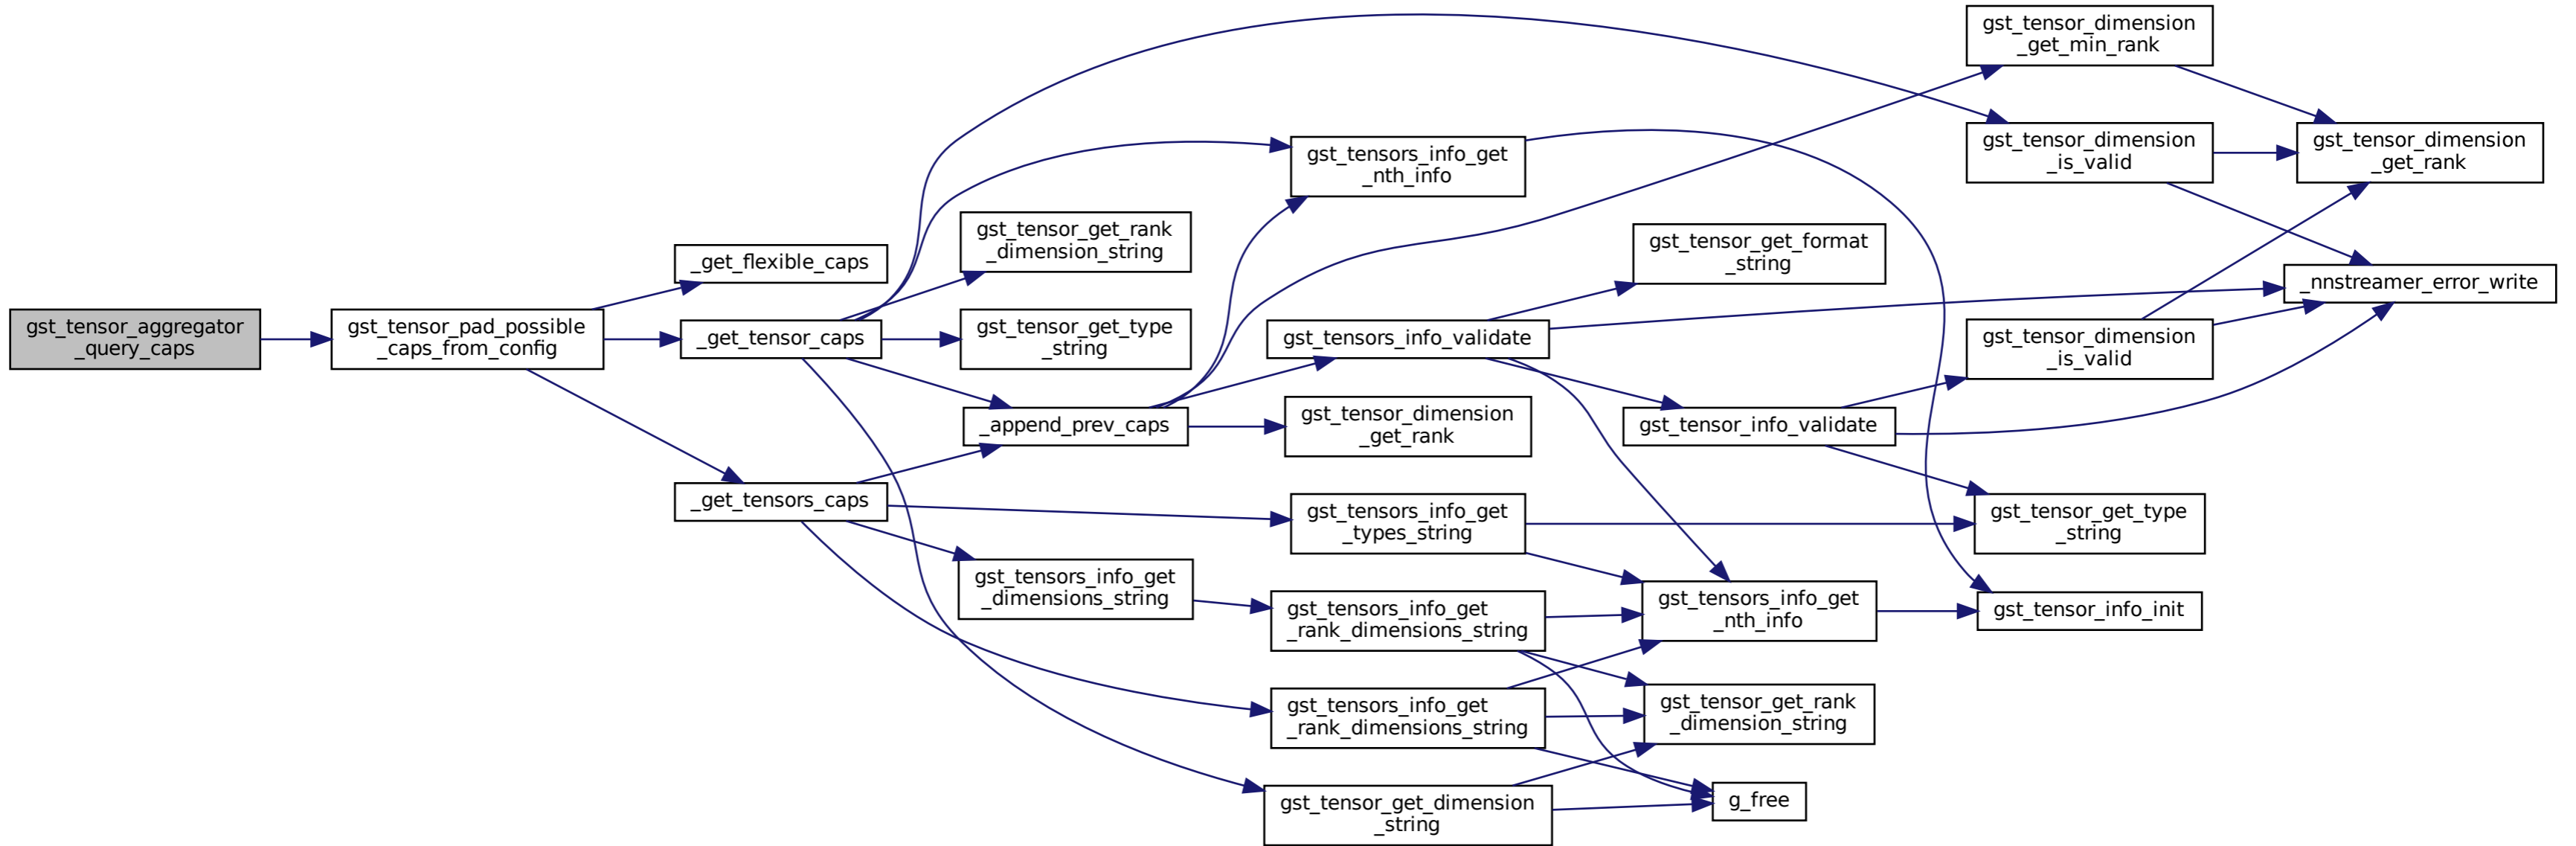 gst_tensor_aggregator
_query_caps
gst_tensor_pad_possible
_caps_from_config
_get_flexible_caps
_get_tensor_caps
_get_tensors_caps
gst_tensor_get_rank
_dimension_string
gst_tensor_get_type
_string
_append_prev_caps
gst_tensors_info_get
_dimensions_string
gst_tensors_info_get
_nth_info
gst_tensors_info_validate
gst_tensor_dimension
_get_rank
gst_tensors_info_get
_types_string
gst_tensors_info_get
_rank_dimensions_string
gst_tensors_info_get
_rank_dimensions_string
gst_tensor_get_dimension
_string
gst_tensor_get_format
_string
gst_tensor_info_validate
gst_tensors_info_get
_nth_info
gst_tensor_get_rank
_dimension_string
g_free
gst_tensor_dimension
_get_min_rank
gst_tensor_dimension
_is_valid
gst_tensor_dimension
_is_valid
gst_tensor_get_type
_string
gst_tensor_info_init
gst_tensor_dimension
_get_rank
_nnstreamer_error_write